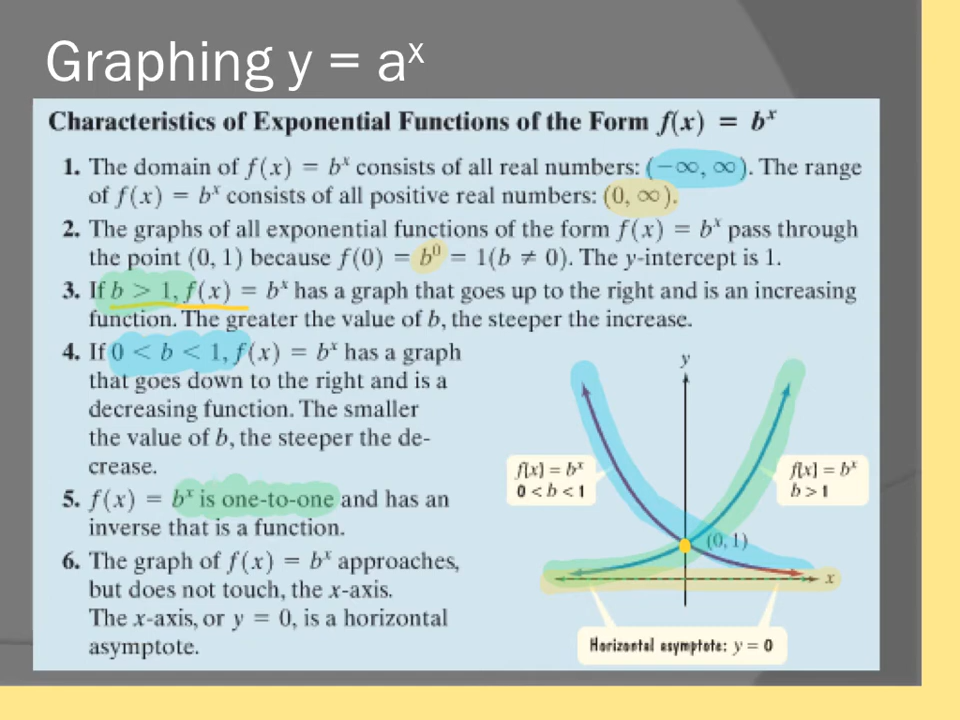 Graphing y = aˣ
Characteristics of Exponential Functions of the Form f(x) = bˣ
1. The domain of f(x) = bˣ consists of all real numbers: (−∞, ∞). The range
of f(x) = bˣ consists of all positive real numbers: (0, ∞).
2. The graphs of all exponential functions of the form f(x) = bˣ pass through
the point (0, 1) because f(0) = b⁰ = 1(b ≠ 0). The y-intercept is 1.
3. If b > 1, f(x) = bˣ has a graph that goes up to the right and is an increasing
function. The greater the value of b, the steeper the increase.
4. If 0 < b < 1, f(x) = bˣ has a graph
that goes down to the right and is a
decreasing function. The smaller
the value of b, the steeper the de-
crease.
5. f(x) = bˣ is one-to-one and has an
inverse that is a function.
6. The graph of f(x) = bˣ approaches,
but does not touch, the x-axis.
The x-axis, or y = 0, is a horizontal
asymptote.
y
f(x) = bˣ
0 < b < 1
f(x) = bˣ
b > 1
(0, 1)
x
Horizontal asymptote: y = 0